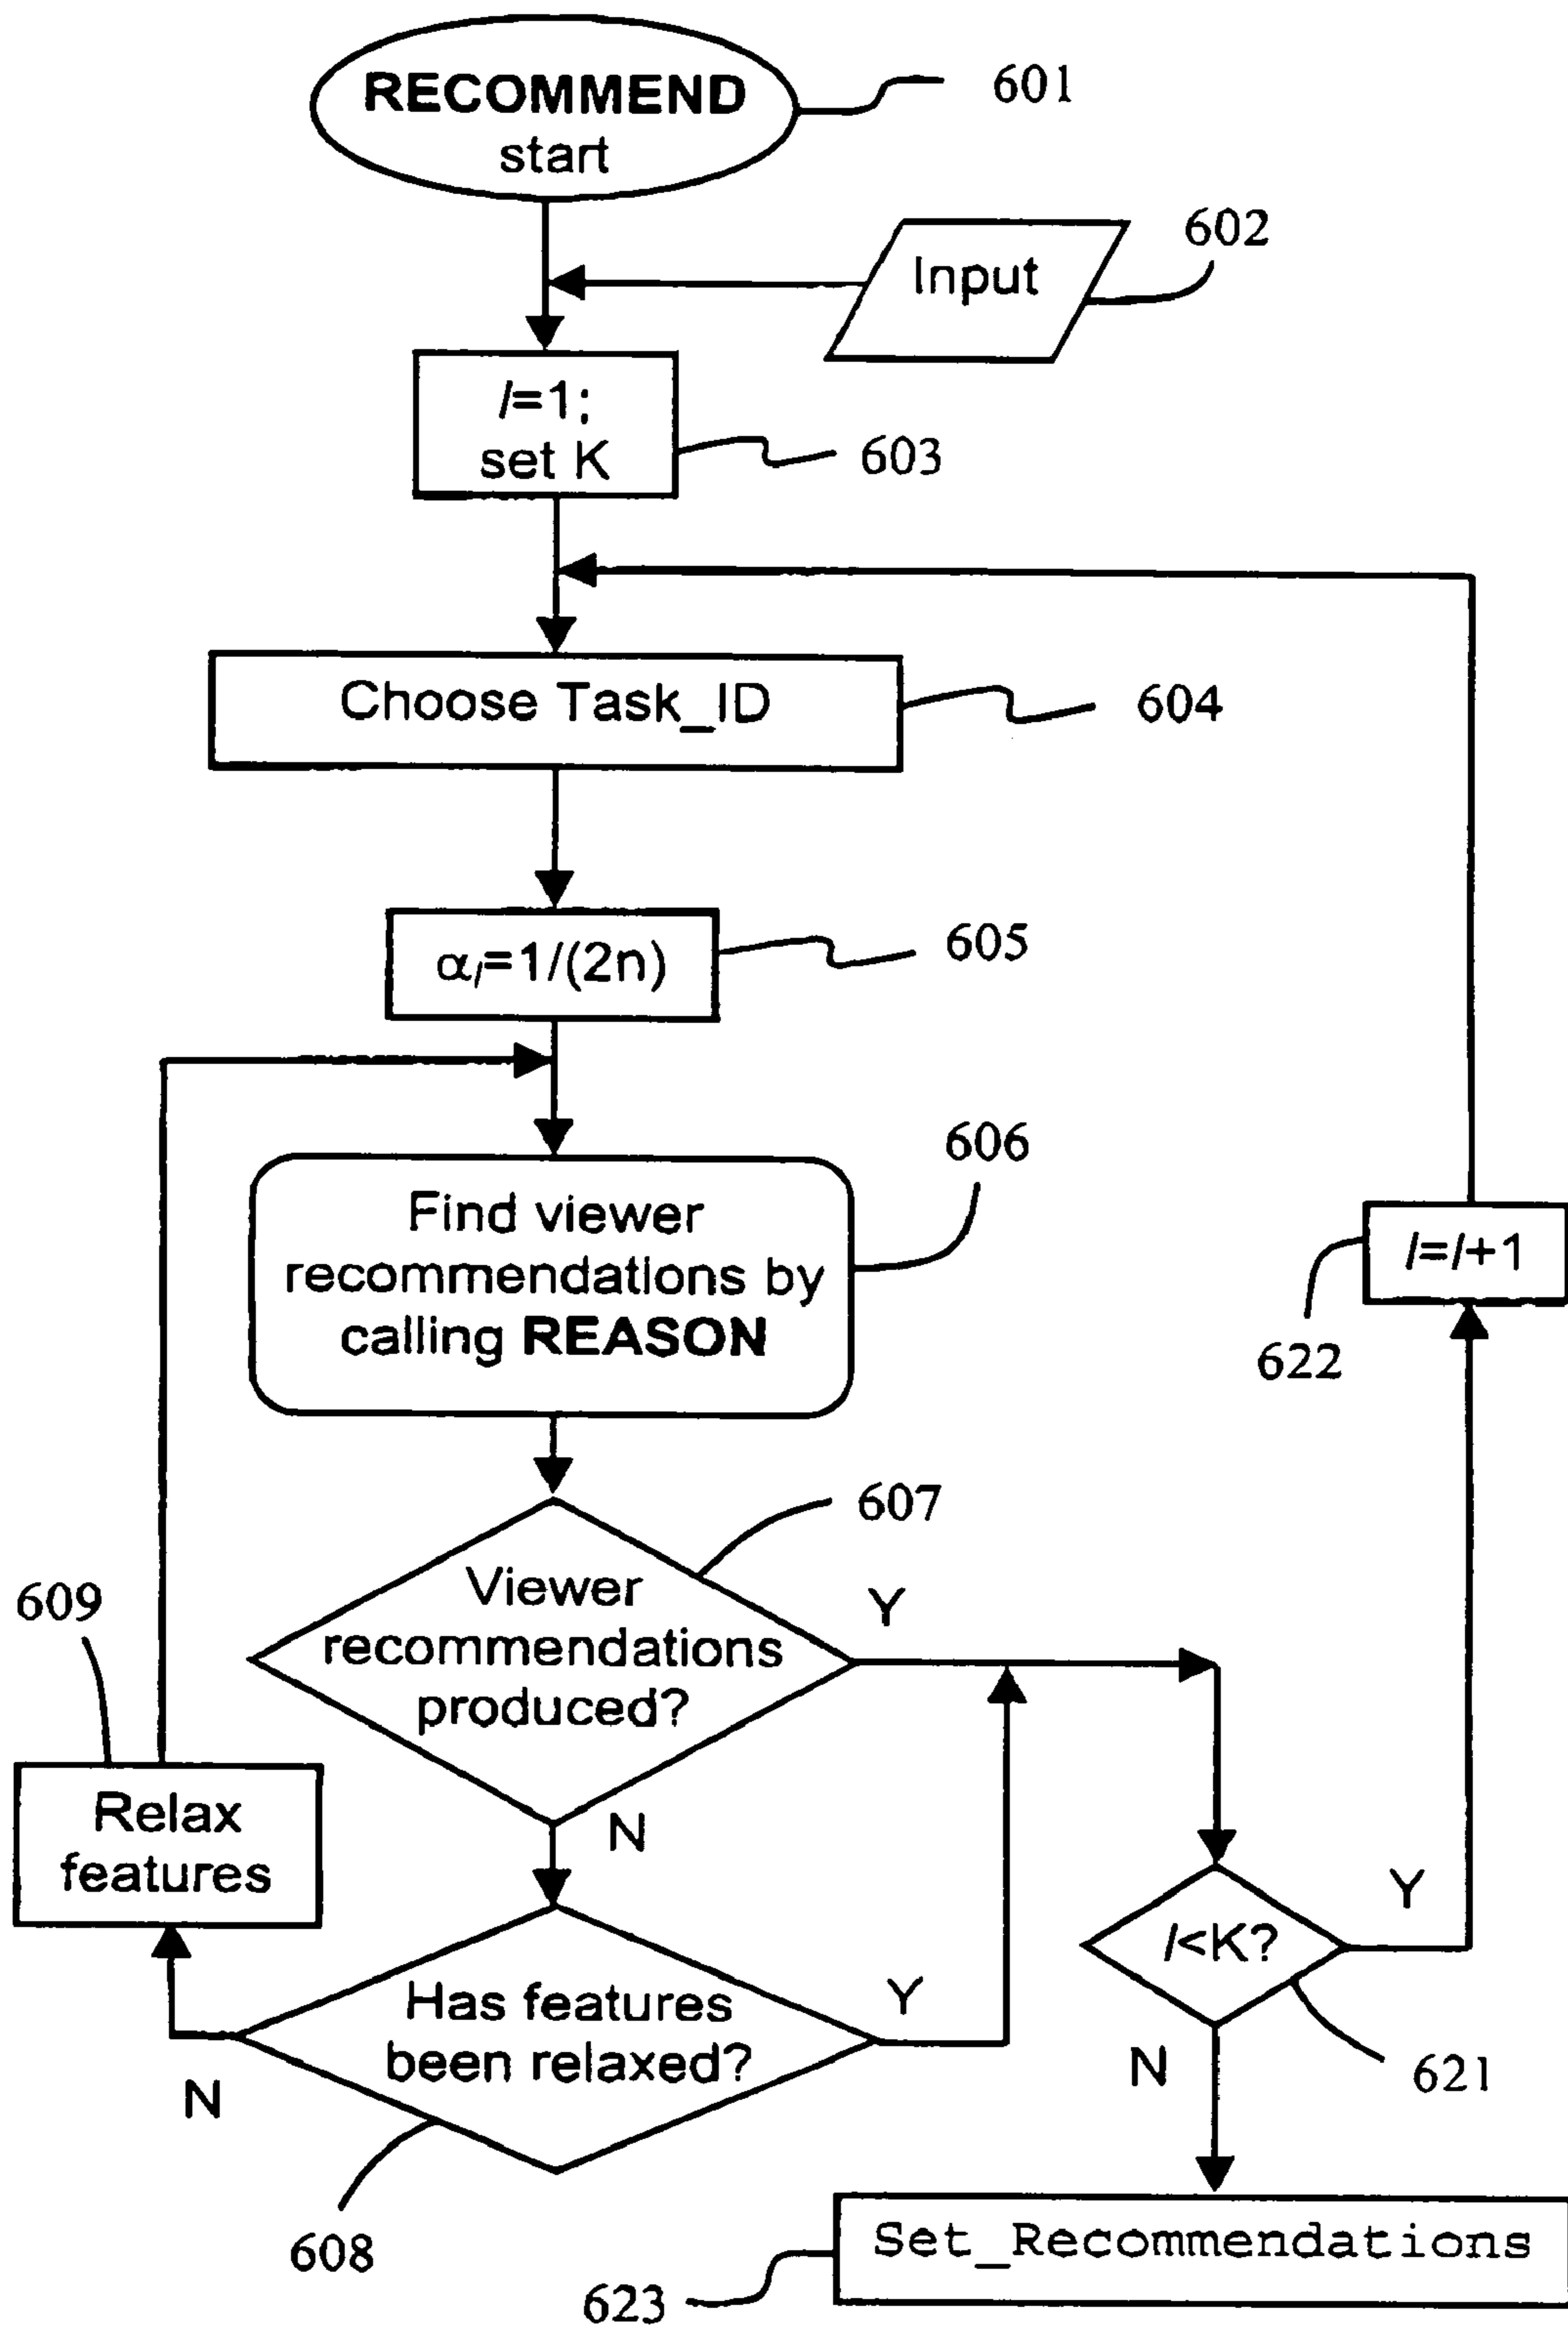 RECOMMEND
start
601
Input
602
I=1;
set K
603
Choose Task_ID
604
αI=1/(2n)
605
606
Find viewer
recommendations by
calling REASON
I=I+1
622
607
Viewer
recommendations
produced?
Y
N
609
Relax
features
Has features
been relaxed?
Y
N
608
I<K?
Y
N
621
Set_Recommendations
623